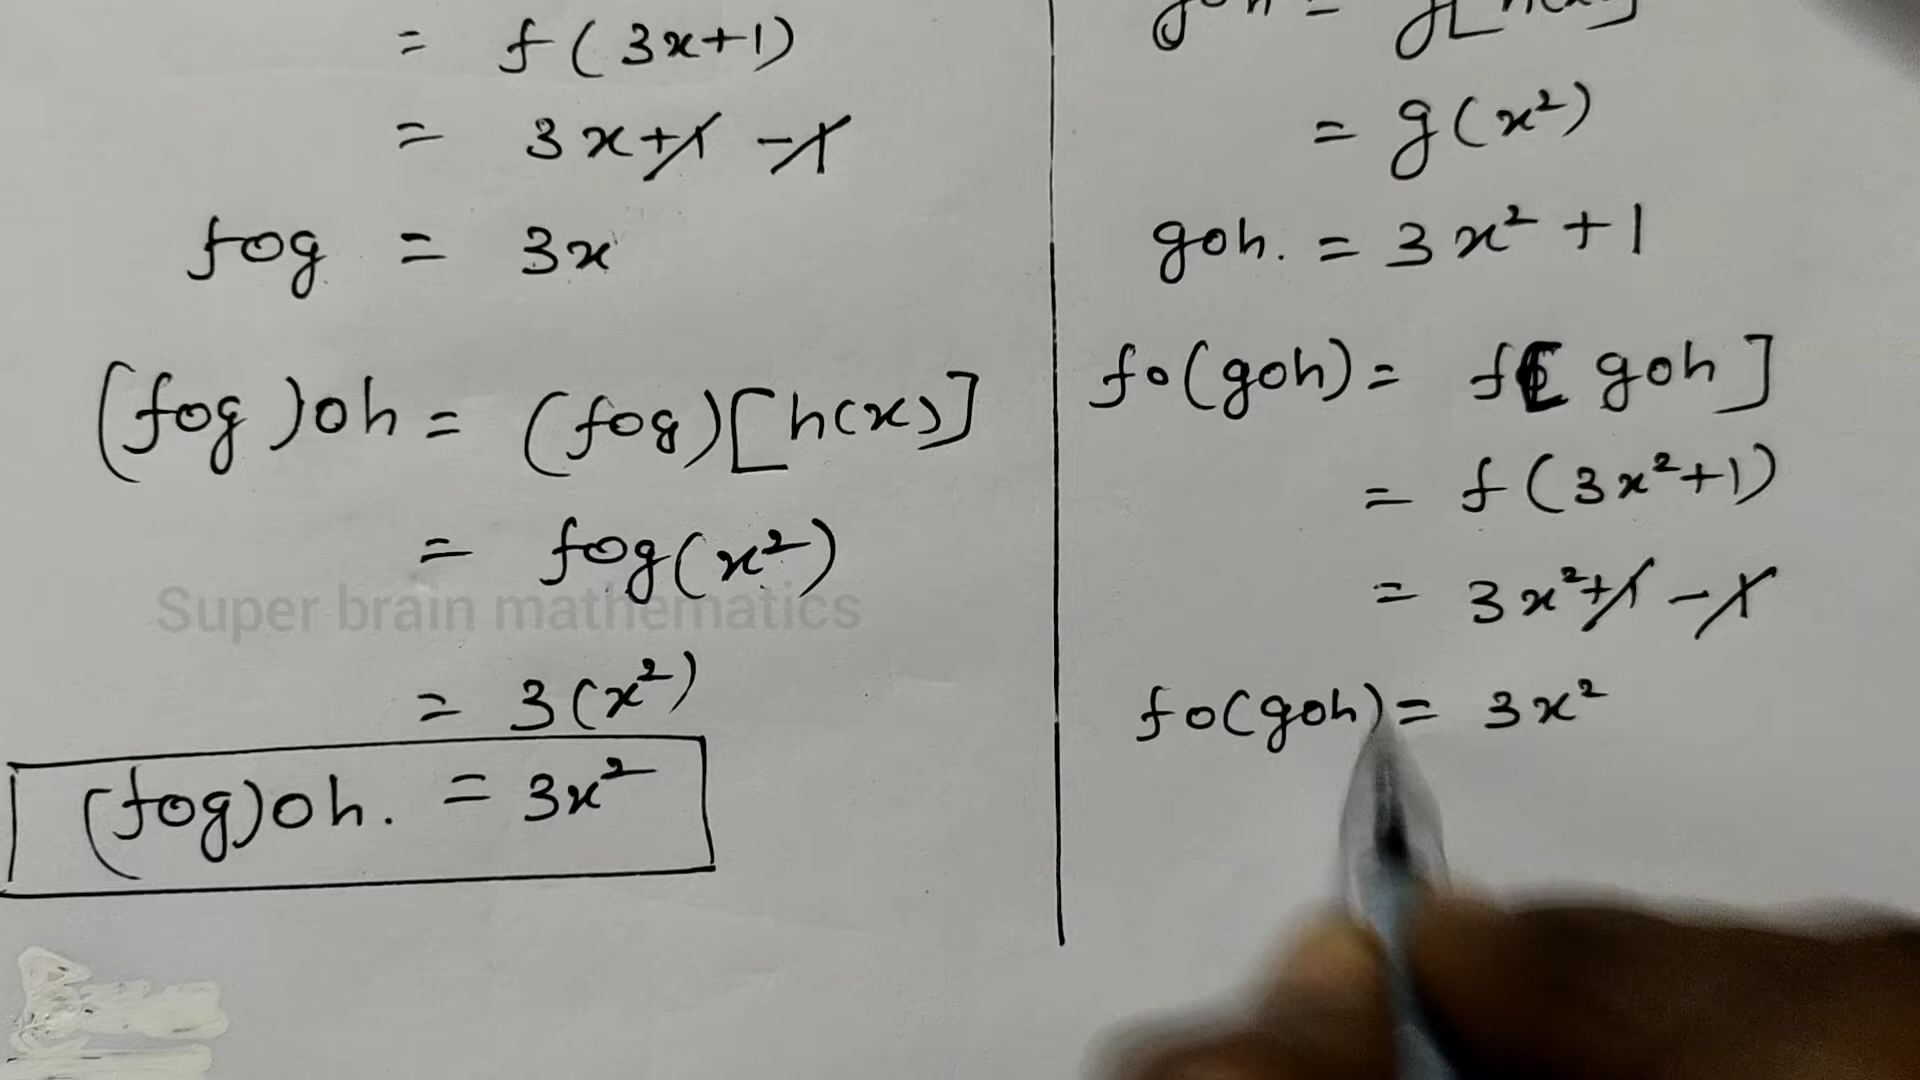 = f(3x+1)
= 3x+1 -1
fog = 3x
(fog)oh = (fog)[h(x)]
= fog(x²)
Super brain mathematics
= 3(x²)
(fog)oh. = 3x²
= g(x²)
goh. = 3x² + 1
fo(goh) = f[goh]
= f(3x²+1)
= 3x²+1 -1
fo(goh) = 3x²